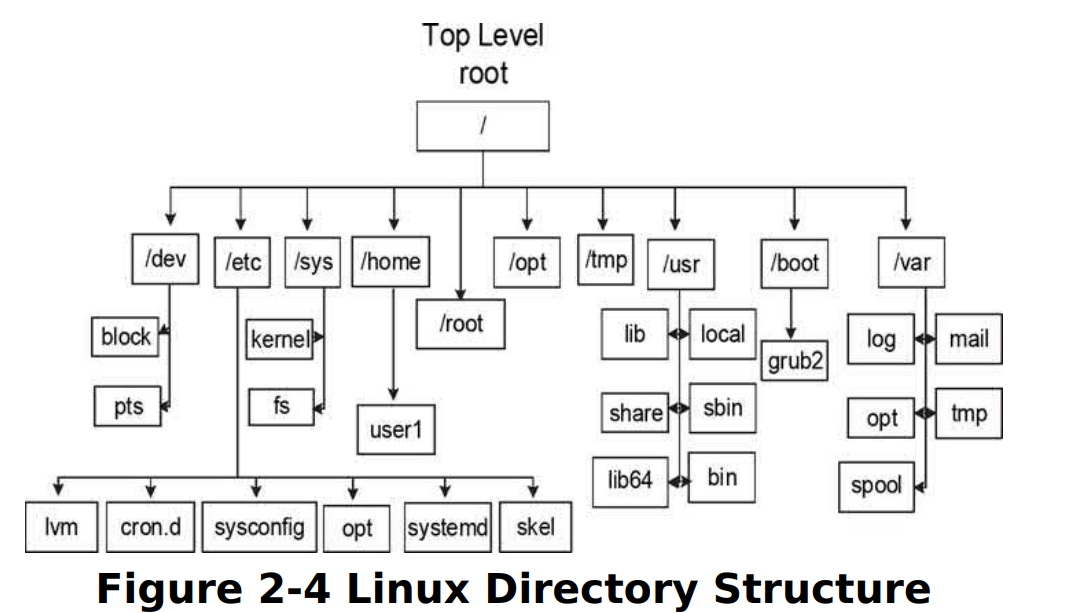 Top Level
root
/
/dev
/etc
/sys
/home
/root
/opt
/tmp
/usr
/boot
/var
block
pts
kernel
fs
user1
lib
local
share
sbin
lib64
bin
grub2
log
mail
opt
tmp
spool
lvm
cron.d
sysconfig
opt
systemd
skel
Figure 2-4 Linux Directory Structure